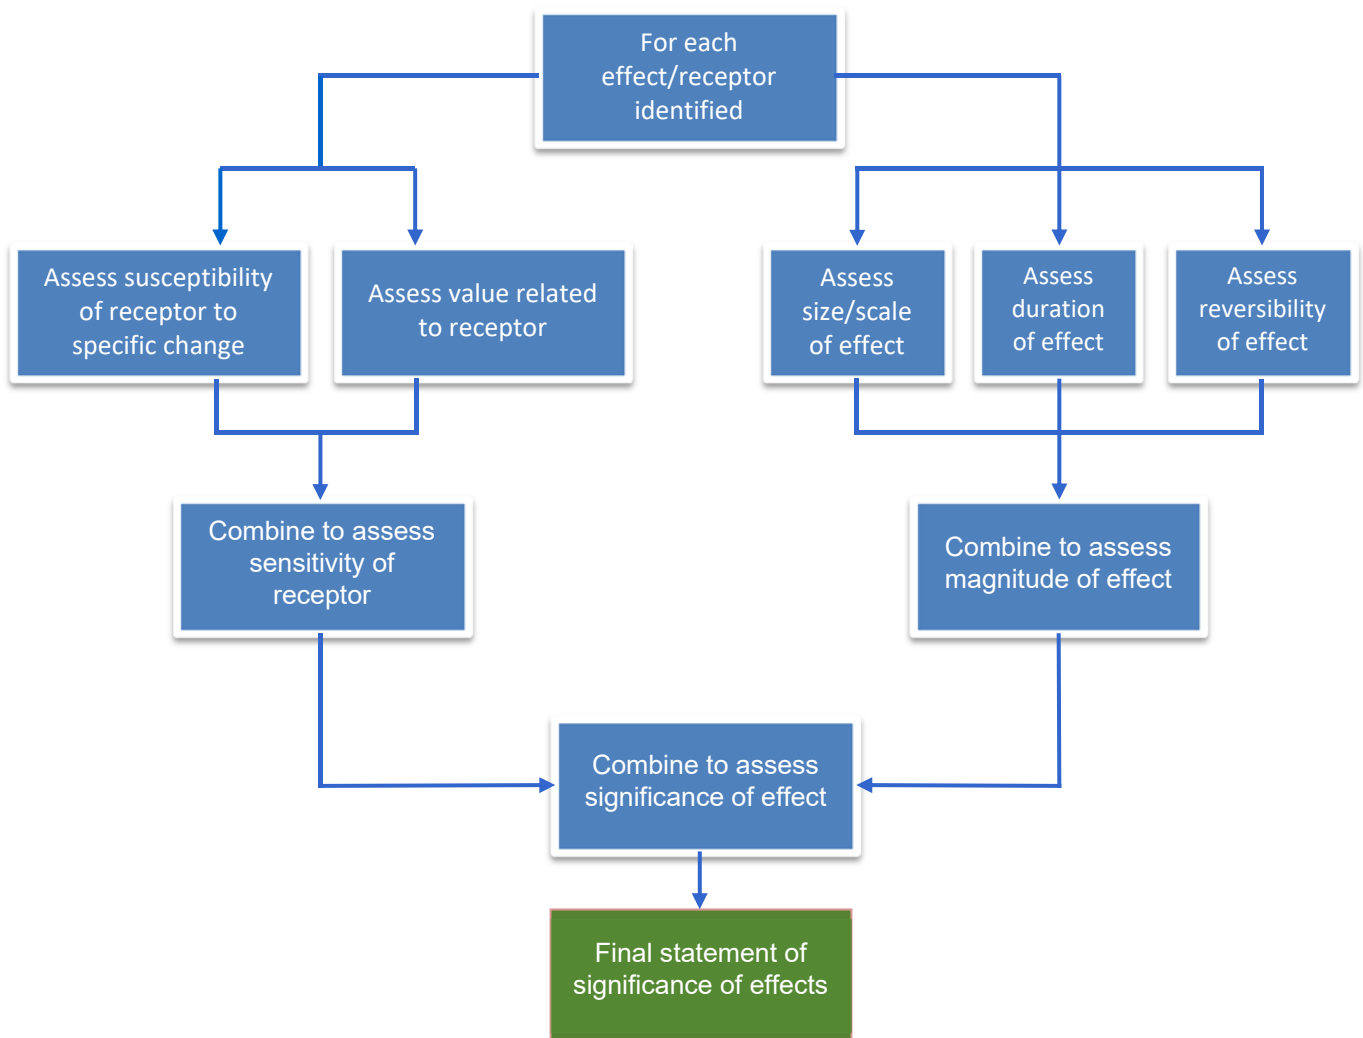 For each
effect/receptor
identified
Assess susceptibility
of receptor to
specific change
Assess value related
to receptor
Assess
size/scale
of effect
Assess
duration
of effect
Assess
reversibility
of effect
Combine to assess
sensitivity of
receptor
Combine to assess
magnitude of effect
Combine to assess
significance of effect
Final statement of
significance of effects